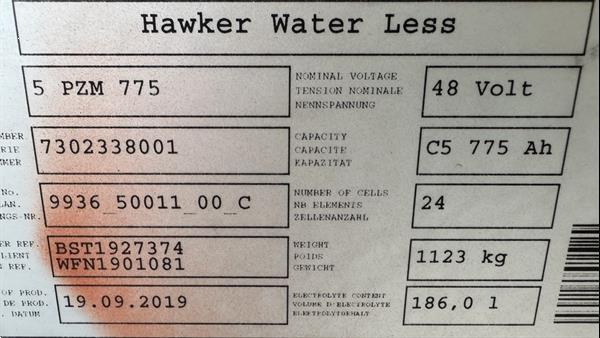 Hawker Water Less
5 PZM 775
NOMINAL VOLTAGE
TENSION NOMINALE
NENNSPANNUNG
48 Volt
MBER
RIE
MMER
7302338001
CAPACITY
CAPACITE
KAPAZITAT
C5 775 Ah
No.
LAN.
NGS-NR.
9936_50011_00_C
NUMBER OF CELLS
NB ELEMENTS
ZELLENANZAHL
24
ER REF.
LIENT
N REF.
BST1927374
WFN1901081
WEIGHT
POIDS
GEWICHT
1123 kg
OF PROD.
DE PROD.
. DATUM
19.09.2019
ELECTROLYTE CONTENT
VOLUME D'ELECTROLYTE
ELEKTROLYTGEHALT
186,0 l